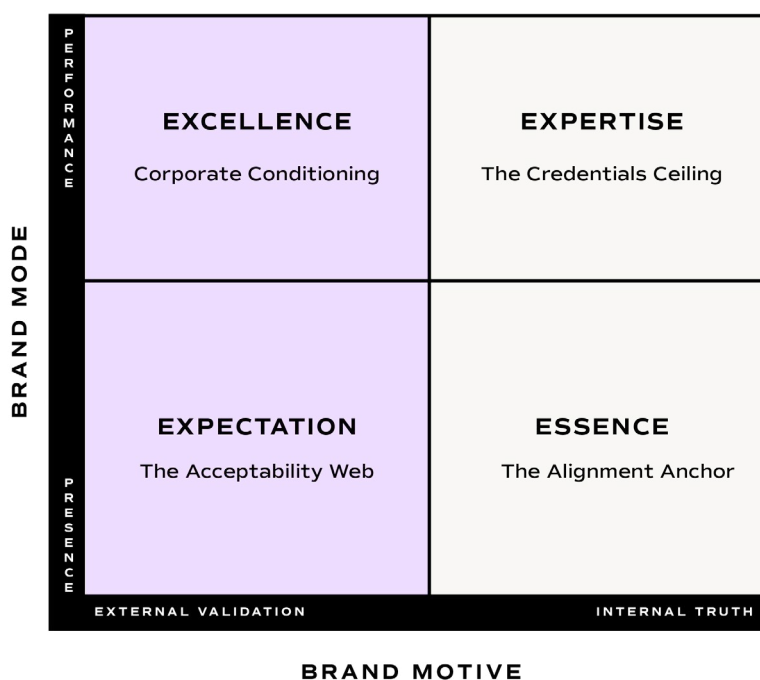 PERFORMANCE
EXCELLENCE
Corporate Conditioning
EXPERTISE
The Credentials Ceiling
BRAND MODE
EXPECTATION
The Acceptability Web
ESSENCE
The Alignment Anchor
PRESENCE
EXTERNAL VALIDATION
INTERNAL TRUTH
BRAND MOTIVE